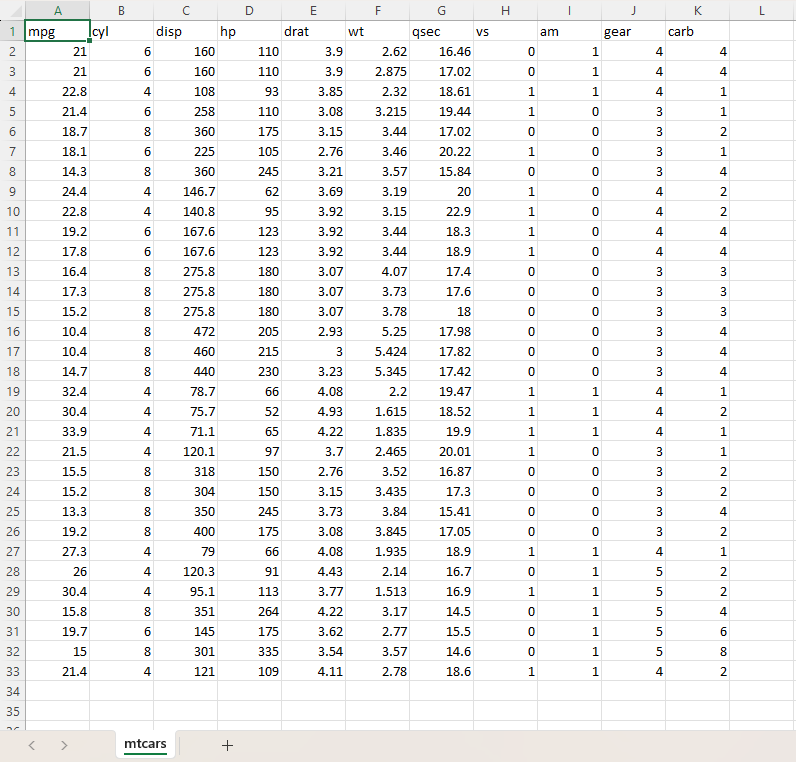 A B C D E F G H I J K L
1 mpg cyl disp hp drat wt qsec vs am gear carb
2 21 6 160 110 3.9 2.62 16.46 0 1 4 4
3 21 6 160 110 3.9 2.875 17.02 0 1 4 4
4 22.8 4 108 93 3.85 2.32 18.61 1 1 4 1
5 21.4 6 258 110 3.08 3.215 19.44 1 0 3 1
6 18.7 8 360 175 3.15 3.44 17.02 0 0 3 2
7 18.1 6 225 105 2.76 3.46 20.22 1 0 3 1
8 14.3 8 360 245 3.21 3.57 15.84 0 0 3 4
9 24.4 4 146.7 62 3.69 3.19 20 1 0 4 2
10 22.8 4 140.8 95 3.92 3.15 22.9 1 0 4 2
11 19.2 6 167.6 123 3.92 3.44 18.3 1 0 4 4
12 17.8 6 167.6 123 3.92 3.44 18.9 1 0 4 4
13 16.4 8 275.8 180 3.07 4.07 17.4 0 0 3 3
14 17.3 8 275.8 180 3.07 3.73 17.6 0 0 3 3
15 15.2 8 275.8 180 3.07 3.78 18 0 0 3 3
16 10.4 8 472 205 2.93 5.25 17.98 0 0 3 4
17 10.4 8 460 215 3 5.424 17.82 0 0 3 4
18 14.7 8 440 230 3.23 5.345 17.42 0 0 3 4
19 32.4 4 78.7 66 4.08 2.2 19.47 1 1 4 1
20 30.4 4 75.7 52 4.93 1.615 18.52 1 1 4 2
21 33.9 4 71.1 65 4.22 1.835 19.9 1 1 4 1
22 21.5 4 120.1 97 3.7 2.465 20.01 1 0 3 1
23 15.5 8 318 150 2.76 3.52 16.87 0 0 3 2
24 15.2 8 304 150 3.15 3.435 17.3 0 0 3 2
25 13.3 8 350 245 3.73 3.84 15.41 0 0 3 4
26 19.2 8 400 175 3.08 3.845 17.05 0 0 3 2
27 27.3 4 79 66 4.08 1.935 18.9 1 1 4 1
28 26 4 120.3 91 4.43 2.14 16.7 0 1 5 2
29 30.4 4 95.1 113 3.77 1.513 16.9 1 1 5 2
30 15.8 8 351 264 4.22 3.17 14.5 0 1 5 4
31 19.7 6 145 175 3.62 2.77 15.5 0 1 5 6
32 15 8 301 335 3.54 3.57 14.6 0 1 5 8
33 21.4 4 121 109 4.11 2.78 18.6 1 1 4 2
34
35
mtcars